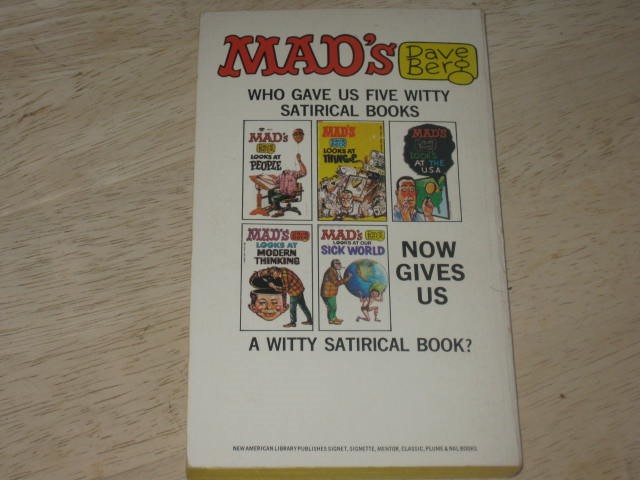 MAD's Dave Berg
WHO GAVE US FIVE WITTY
SATIRICAL BOOKS
MAD's
LOOKS AT
PEOPLE
MAD'S
LOOKS AT
THINGS
MAD'S
LOOKS
AT THE
U.S.A
MAD's
LOOKS AT
MODERN
THINKING
MAD's
LOOKS AT OUR
SICK WORLD
NOW
GIVES
US
A WITTY SATIRICAL BOOK?
NEW AMERICAN LIBRARY PUBLISHES SIGNET, SIGNETTE, MENTOR, CLASSIC, PLUME & NAL BOOKS